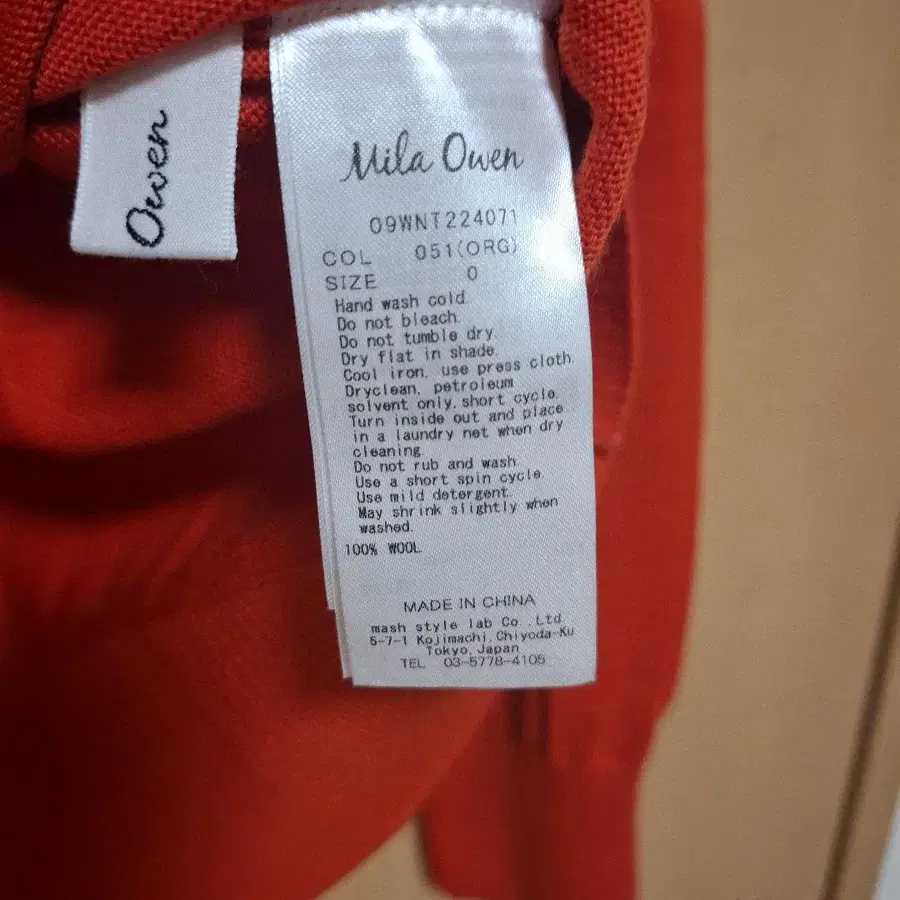 Owen
Mila Owen
09WNT224071
COL 051(ORG)
SIZE 0
Hand wash cold.
Do not bleach.
Do not tumble dry.
Dry flat in shade.
Cool iron, use press cloth.
Dryclean, petroleum
solvent only, short cycle.
Turn inside out and place
in a laundry net when dry
cleaning.
Do not rub and wash.
Use a short spin cycle.
Use mild detergent.
May shrink slightly when
washed.
100% WOOL
MADE IN CHINA
mash style lab Co.,Ltd.
5-7-1 Kojimachi,Chiyoda-Ku
Tokyo,Japan
TEL 03-5778-4105